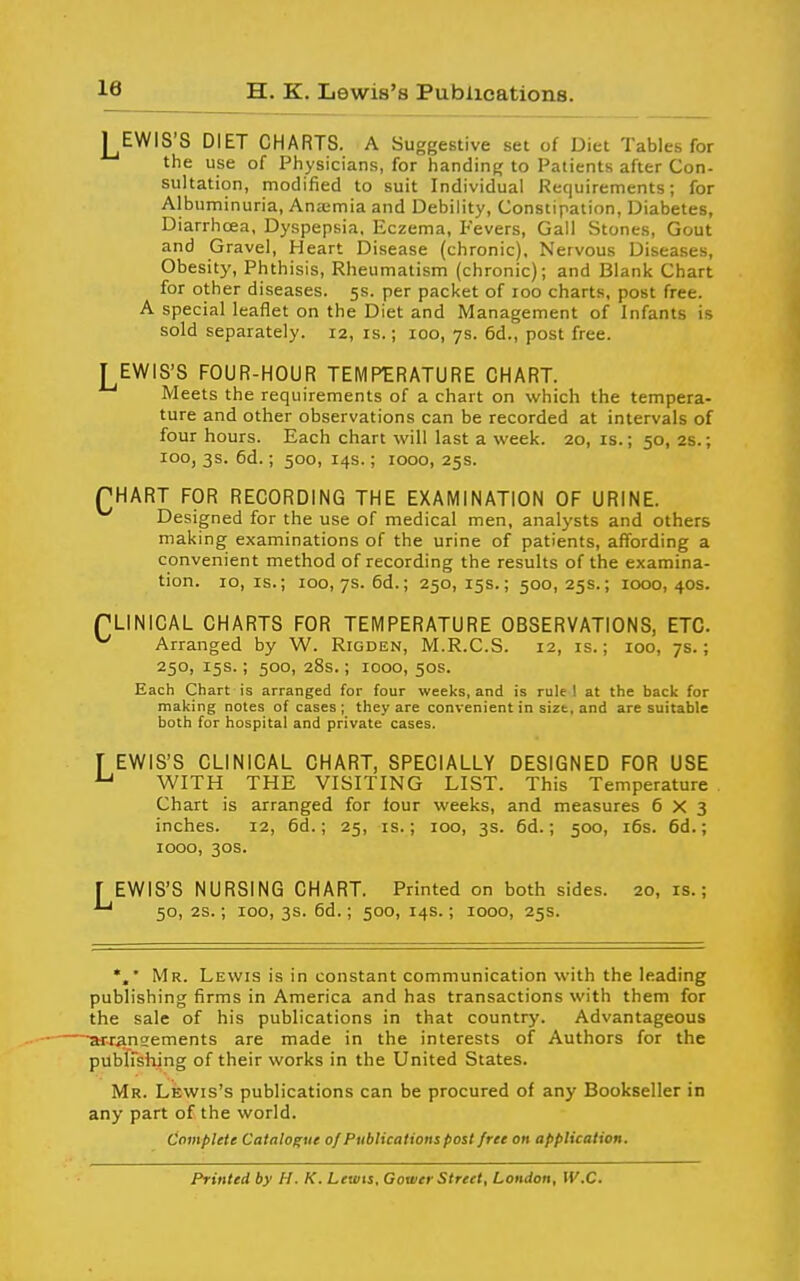 16 H. K. Lewis's Publications.
LEWIS'S DIET CHARTS. A Suggestive set of Diet Tables for
the use of Physicians, for handing to Patients after Con-
sultation, modified to suit Individual Requirements; for
Albuminuria, Anæmia and Debility, Constipation, Diabetes,
Diarrhœa, Dyspepsia, Eczema, Fevers, Gall Stones, Gout
and Gravel, Heart Disease (chronic), Nervous Diseases,
Obesity, Phthisis, Rheumatism (chronic); and Blank Chart
for other diseases. 5s. per packet of 100 charts, post free.
A special leaflet on the Diet and Management of Infants is
sold separately. 12, 1s.; 100, 7s. 6d., post free.
LEWIS'S FOUR-HOUR TEMPERATURE CHART.
Meets the requirements of a chart on which the tempera-
ture and other observations can be recorded at intervals of
four hours. Each chart will last a week. 20, 1s.; 50, 2s.;
100, 3s. 6d.; 500, 14s.; 1000, 25s.
CHART FOR RECORDING THE EXAMINATION OF URINE.
Designed for the use of medical men, analysts and others
making examinations of the urine of patients, affording a
convenient method of recording the results of the examina-
tion. 10, 1s.; 100, 7s. 6d.; 250, 15s.; 500, 25s.; 1000, 40s.
CLINICAL CHARTS FOR TEMPERATURE OBSERVATIONS, ETC.
Arranged by W. RIGDEN, M.R.C.S. 12, 1s.; 100, 7s.;
250, 15s.; 500, 28s.; 1000, 50s.
Each Chart is arranged for four weeks, and is ruled at the back for
making notes of cases; they are convenient in size, and are suitable
both for hospital and private cases.
LEWIS'S CLINICAL CHART, SPECIALLY DESIGNED FOR USE
WITH THE VISITING LIST. This Temperature
Chart is arranged for four weeks, and measures 6 X 3
inches. 12, 6d.; 25, 1s.; 100, 3s. 6d.; 500, 16s. 6d.;
1000, 30s.
LEWIS'S NURSING CHART. Printed on both sides. 20, 1s.;
50, 2s.; 100, 3s. 6d.; 500, 14s.; 1000, 25s.
*,* MR. LEWIS is in constant communication with the leading
publishing firms in America and has transactions with them for
the sale of his publications in that country. Advantageous
arrangements are made in the interests of Authors for the
publishing of their works in the United States.
MR. LEWIS's publications can be procured of any Bookseller in
any part of the world.
Complete Catalogue of Publications post free on application.
Printed by H. K. Lewis, Gower Street, London, W.C.